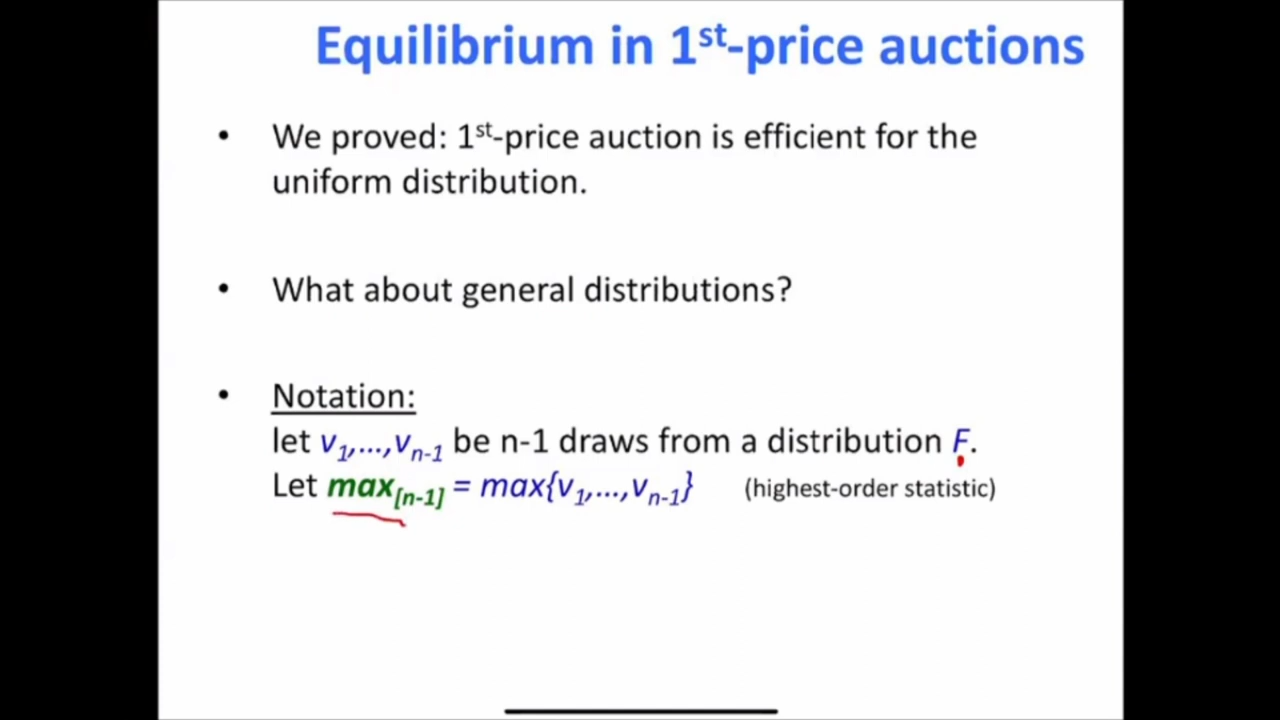 Equilibrium in 1st-price auctions
• We proved: 1st-price auction is efficient for the
uniform distribution.
• What about general distributions?
• Notation:
let v1,...,vn-1 be n-1 draws from a distribution F.
Let max[n-1] = max{v1,...,vn-1} (highest-order statistic)